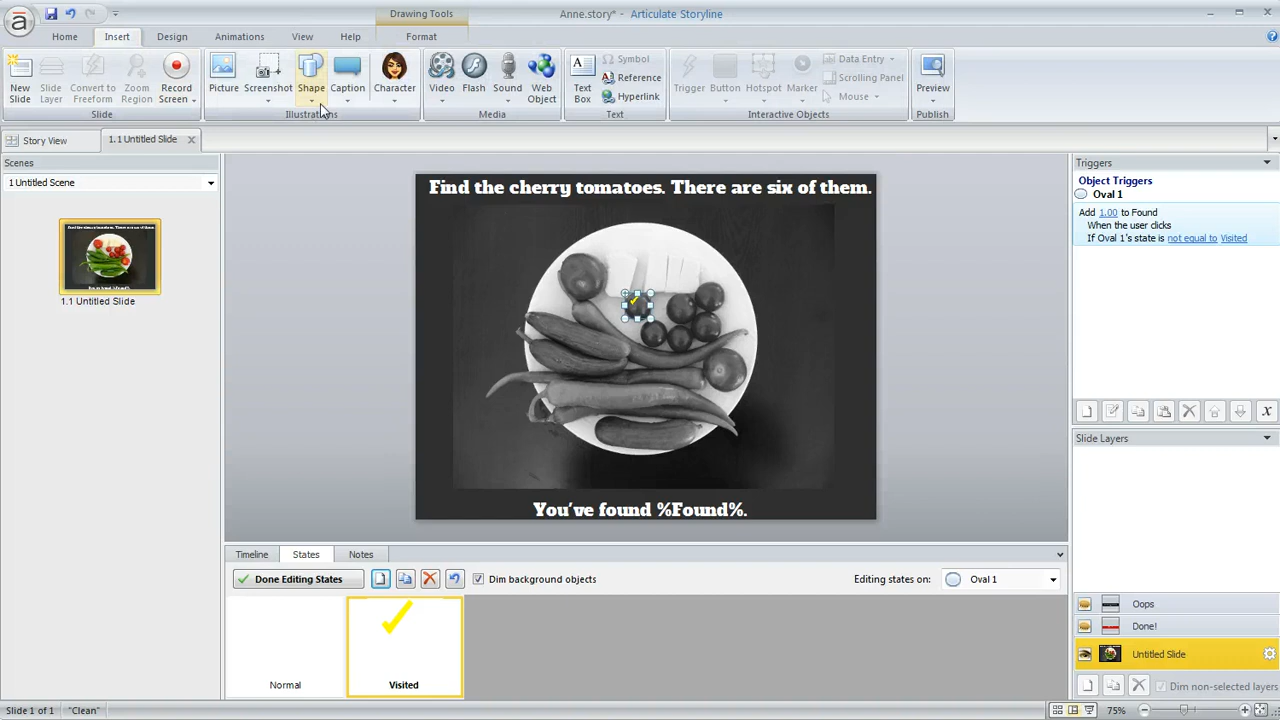 Drawing Tools
Anne.story* - Articulate Storyline
Home
Insert
Design
Animations
View
Help
Format
New Slide
Slide Layer
Convert to Freeform
Zoom Region
Record Screen
Slide
Picture
Screenshot
Shape
Caption
Character
Illustrations
Video
Flash
Sound
Web Object
Media
Text Box
Symbol
Reference
Hyperlink
Text
Trigger
Button
Hotspot
Marker
Data Entry
Scrolling Panel
Mouse
Interactive Objects
Preview
Publish
Story View
1.1 Untitled Slide
Scenes
1 Untitled Scene
1.1 Untitled Slide
Find the cherry tomatoes. There are six of them.
You've found %Found%.
Triggers
Object Triggers
Oval 1
Add 1.00 to Found
When the user clicks
If Oval 1's state is not equal to Visited
Slide Layers
Oops
Done!
Untitled Slide
Dim non-selected layers
Timeline
States
Notes
Done Editing States
Dim background objects
Editing states on:
Oval 1
Normal
Visited
Slide 1 of 1
"Clean"
75%